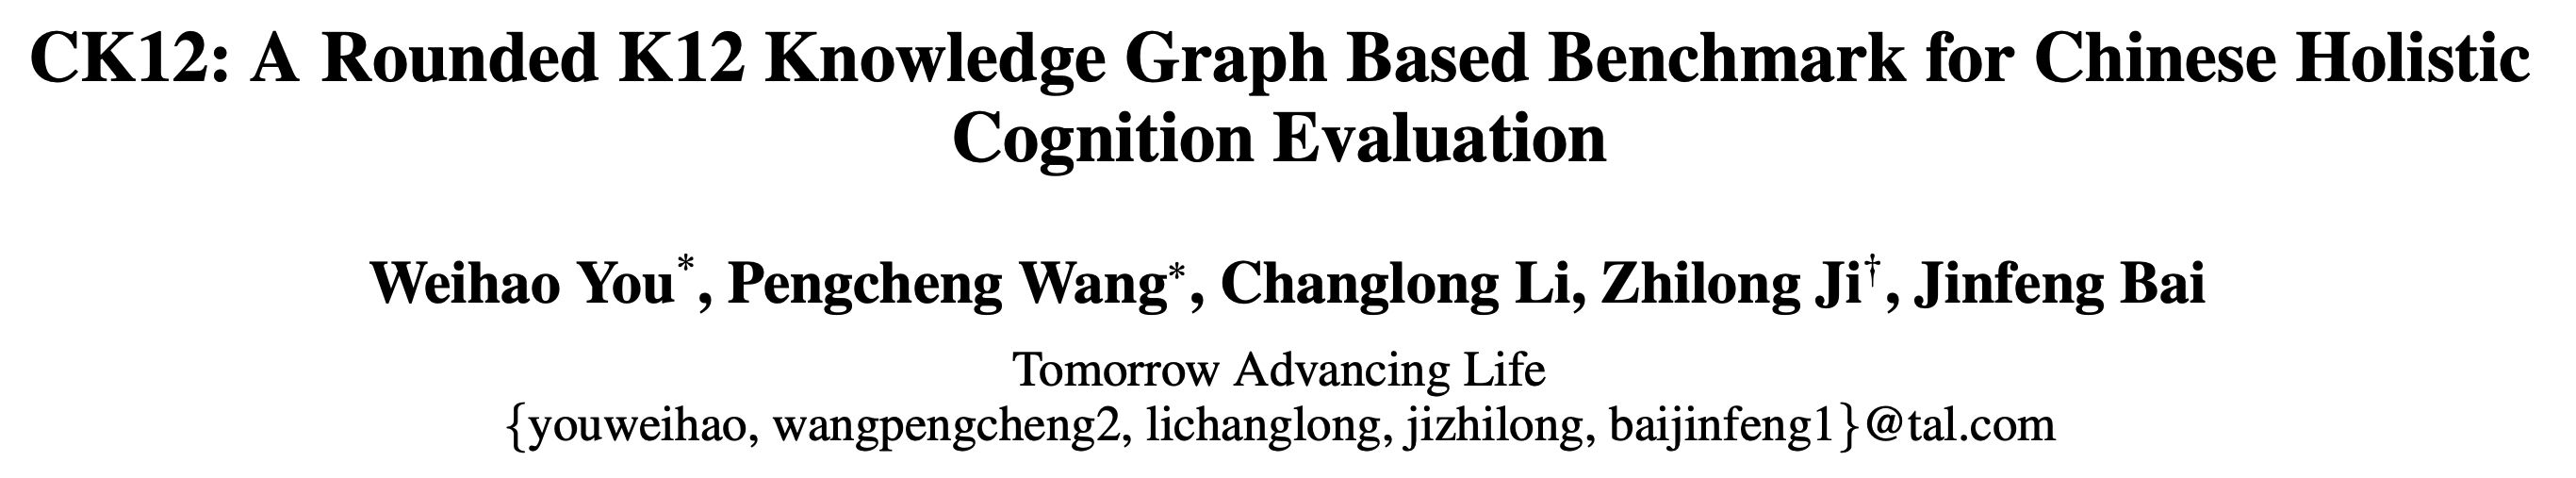 CK12: A Rounded K12 Knowledge Graph Based Benchmark for Chinese Holistic
Cognition Evaluation
Weihao You*, Pengcheng Wang*, Changlong Li, Zhilong Ji†, Jinfeng Bai
Tomorrow Advancing Life
{youweihao, wangpengcheng2, lichanglong, jizhilong, baijinfeng1}@tal.com